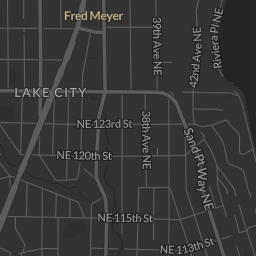 Fred Meyer
39th Ave NE
42nd Ave NE
Riviera Pl NE
LAKE CITY
NE 123rd St
38th Ave NE
Sand Pt Way NE
NE 120th St
NE 115th St
NE 113th St